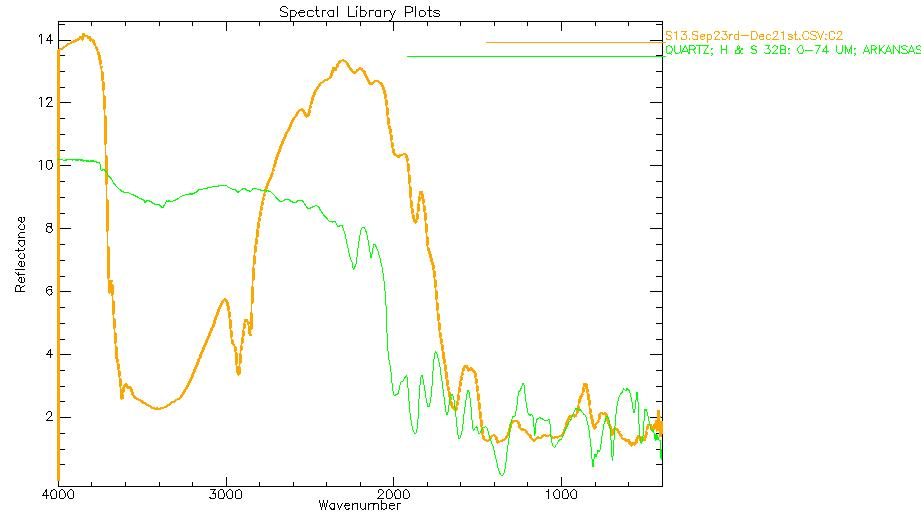 Spectral Library Plots
S13.Sep23rd-Dec21st.CSV:C2
QUARTZ; H & S 32B: 0-74 UM; ARKANSAS
14
12
10
8
6
4
2
Reflectance
4000 3000 2000 1000
Wavenumber